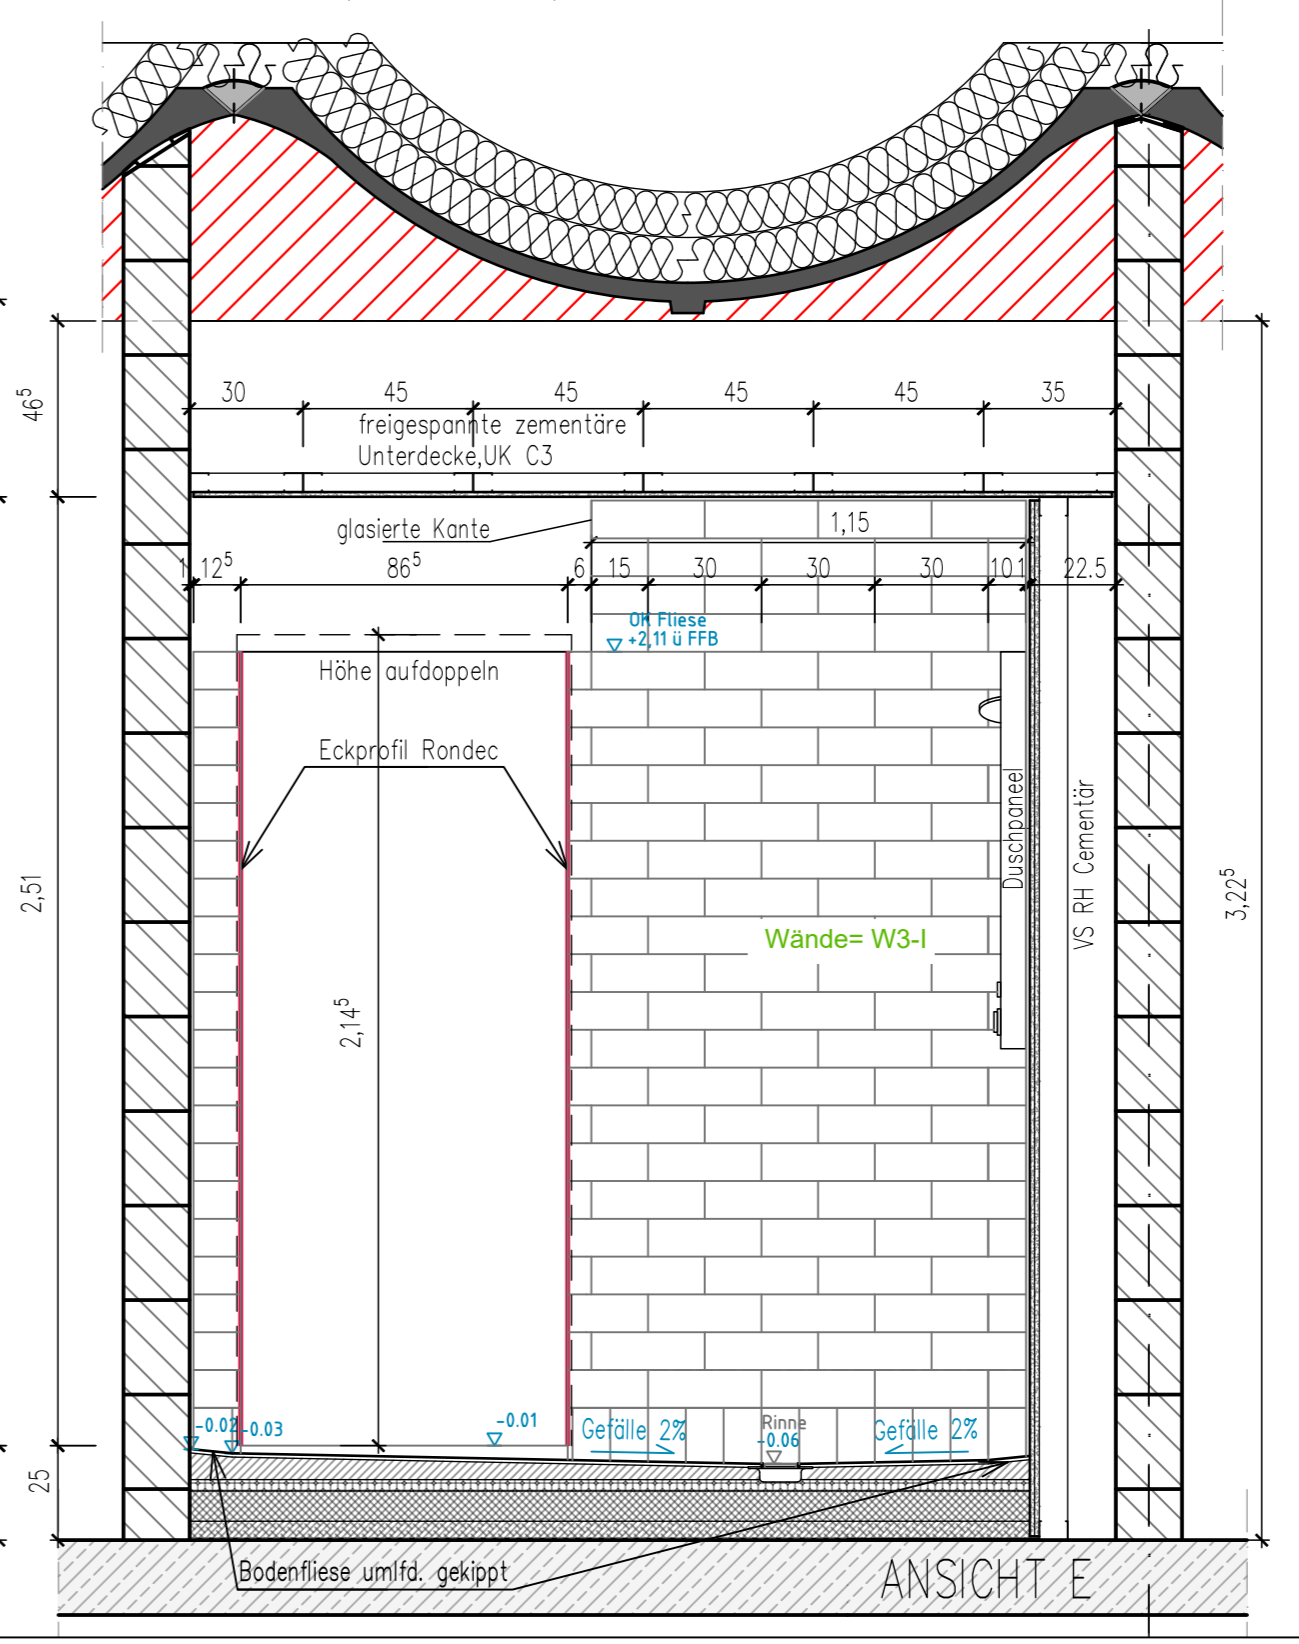 30 45 45 45 45 35
46⁵
freigespannte zementäre
Unterdecke,UK C3
glasierte Kante
1,15
1 12⁵ 86⁵ 6 15 30 30 30 10 1 22.5
OK Fliese
+2,11 ü FFB
Höhe aufdoppeln
Eckprofil Rondec
Duschpaneel
VS RH Cementär
2,51
3,22⁵
Wände= W3-I
2,14⁵
-0.02 -0.03 -0.01
Gefälle 2%
Rinne
-0.06
Gefälle 2%
25
Bodenfliese umlfd. gekippt
ANSICHT E